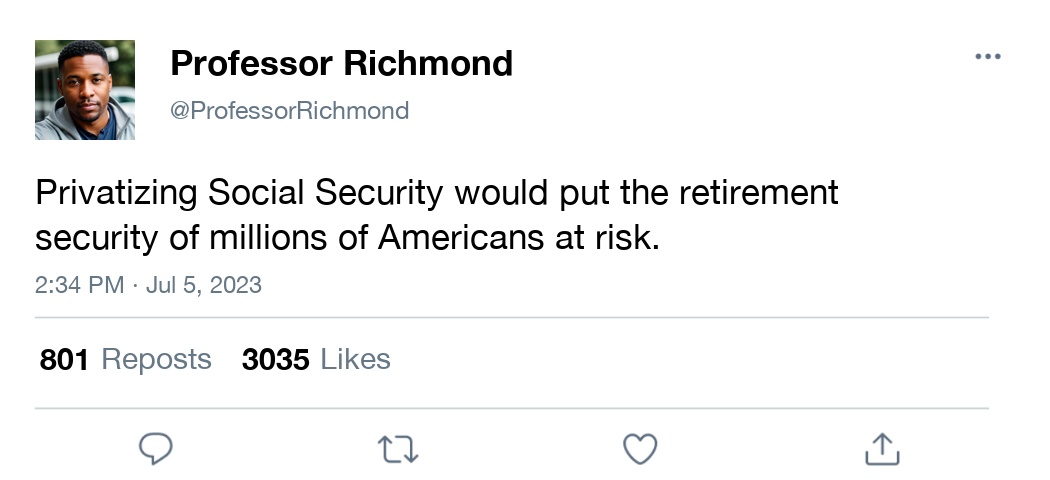 Professor Richmond
@ProfessorRichmond
Privatizing Social Security would put the retirement
security of millions of Americans at risk.
2:34 PM · Jul 5, 2023
801 Reposts 3035 Likes